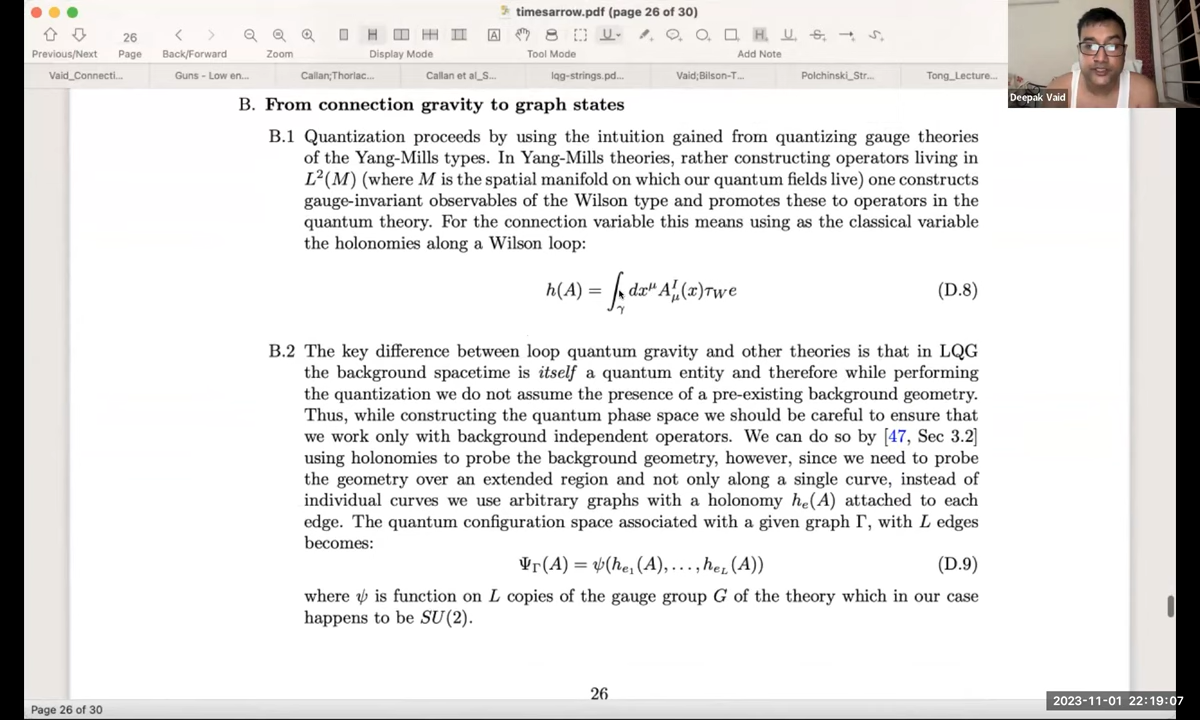 timesarrow.pdf (page 26 of 30)
26
Previous/Next Page Back/Forward Zoom Display Mode Tool Mode Add Note
Vaid_Connecti... Guns - Low en... Callan;Thorlac... Callan et al_S... lqg-strings.pd... Vaid;Bilson-T... Polchinski_Str... Tong_Lecture...
Deepak Vaid
B. From connection gravity to graph states
B.1 Quantization proceeds by using the intuition gained from quantizing gauge theories
of the Yang-Mills types. In Yang-Mills theories, rather constructing operators living in
L²(M) (where M is the spatial manifold on which our quantum fields live) one constructs
gauge-invariant observables of the Wilson type and promotes these to operators in the
quantum theory. For the connection variable this means using as the classical variable
the holonomies along a Wilson loop:
h(A) = ∫_γ dx^μ A^I_μ(x)τ_W e (D.8)
B.2 The key difference between loop quantum gravity and other theories is that in LQG
the background spacetime is itself a quantum entity and therefore while performing
the quantization we do not assume the presence of a pre-existing background geometry.
Thus, while constructing the quantum phase space we should be careful to ensure that
we work only with background independent operators. We can do so by [47, Sec 3.2]
using holonomies to probe the background geometry, however, since we need to probe
the geometry over an extended region and not only along a single curve, instead of
individual curves we use arbitrary graphs with a holonomy h_e(A) attached to each
edge. The quantum configuration space associated with a given graph Γ, with L edges
becomes:
Ψ_Γ(A) = ψ(h_{e_1}(A), . . . , h_{e_L}(A)) (D.9)
where ψ is function on L copies of the gauge group G of the theory which in our case
happens to be SU(2).
26
Page 26 of 30
2023-11-01 22:19:07